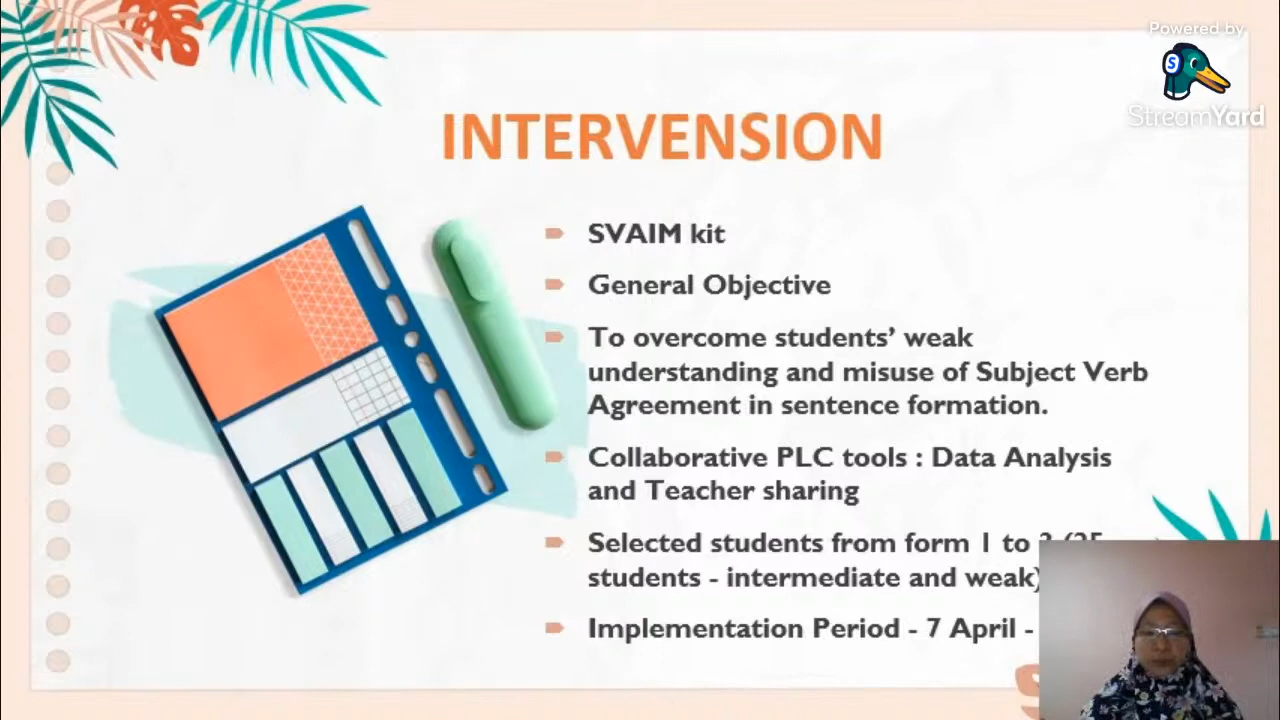 Powered by
StreamYard
INTERVENSION
SVAIM kit
General Objective
To overcome students’ weak
understanding and misuse of Subject Verb
Agreement in sentence formation.
Collaborative PLC tools : Data Analysis
and Teacher sharing
Selected students from form 1 to
students - intermediate and weak)
Implementation Period - 7 April -